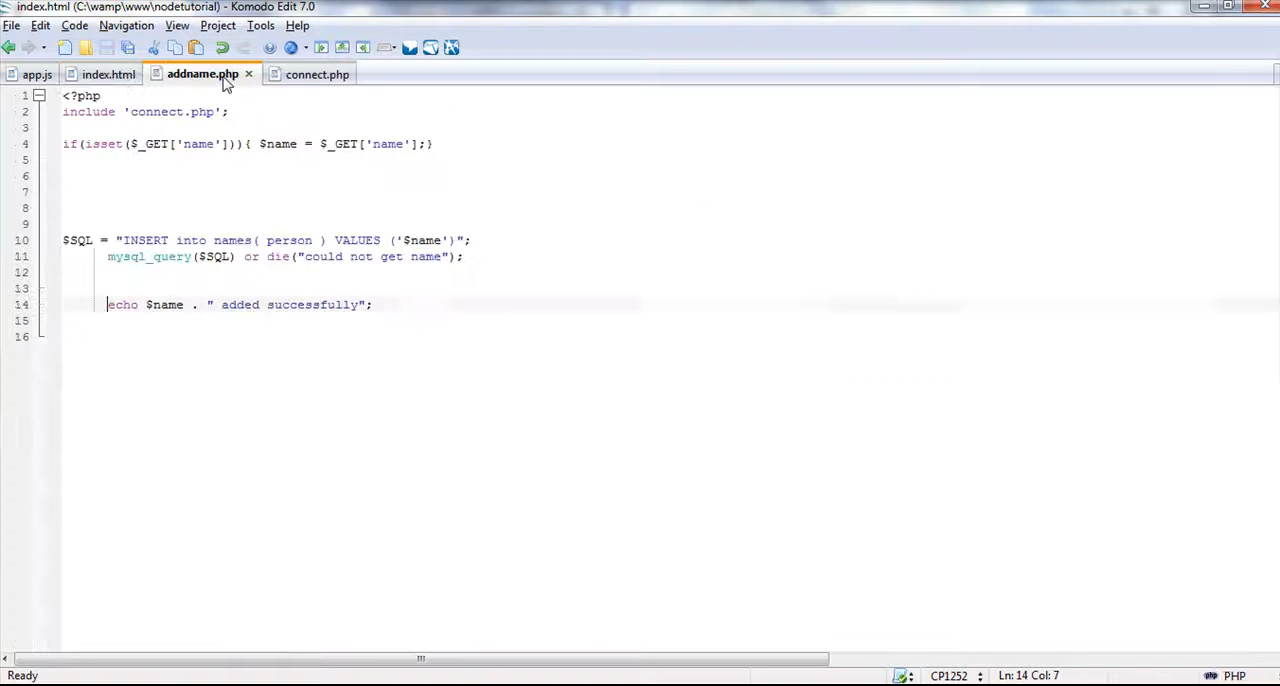 index.html (C:\wamp\www\nodetutorial) - Komodo Edit 7.0
File Edit Code Navigation View Project Tools Help
app.js index.html addname.php connect.php
1 <?php
2 include 'connect.php';
3
4 if(isset($_GET['name'])){ $name = $_GET['name'];}
5
6
7
8
9
10 $SQL = "INSERT into names( person ) VALUES ('$name')";
11 mysql_query($SQL) or die("could not get name");
12
13
14 echo $name . " added successfully";
15
16
Ready CP1252 Ln: 14 Col: 7 PHP